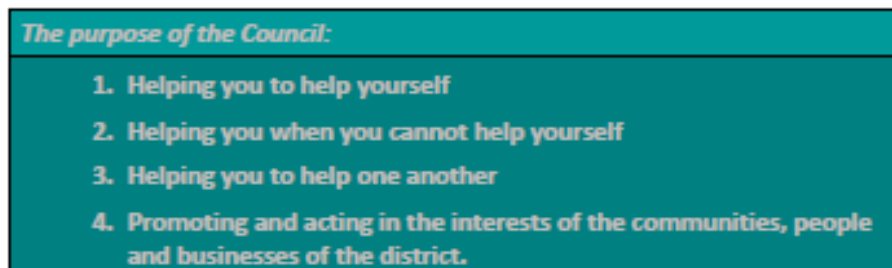 The purpose of the Council:
1. Helping you to help yourself
2. Helping you when you cannot help yourself
3. Helping you to help one another
4. Promoting and acting in the interests of the communities, people
and businesses of the district.